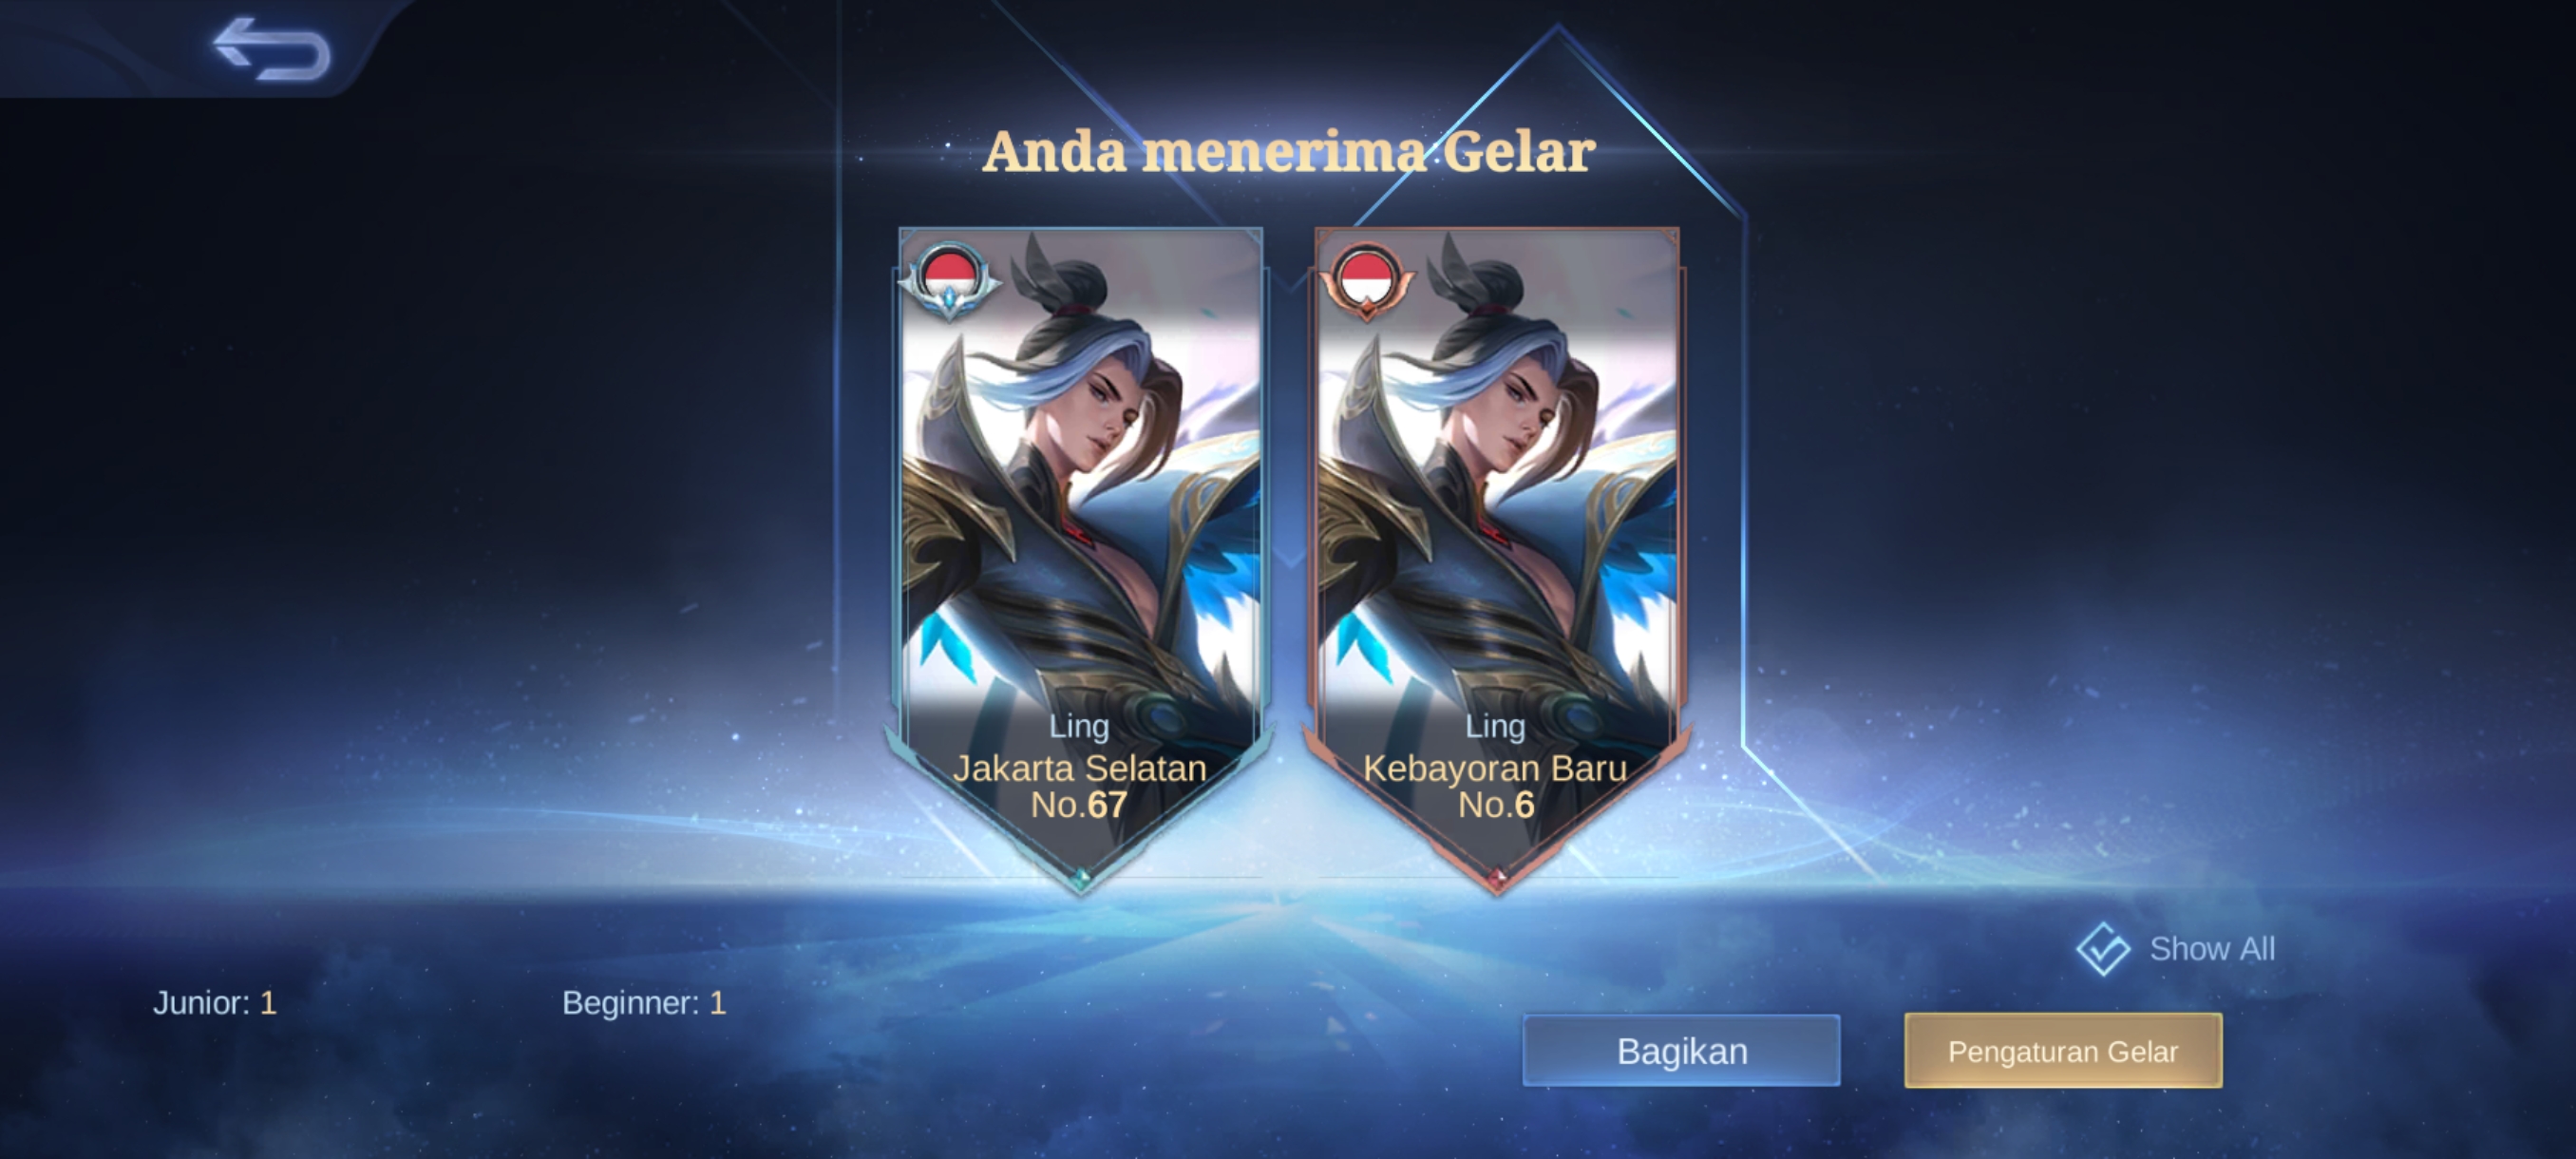 Anda menerima Gelar
Ling
Jakarta Selatan
No.67
Ling
Kebayoran Baru
No.6
Show All
Junior: 1
Beginner: 1
Bagikan
Pengaturan Gelar